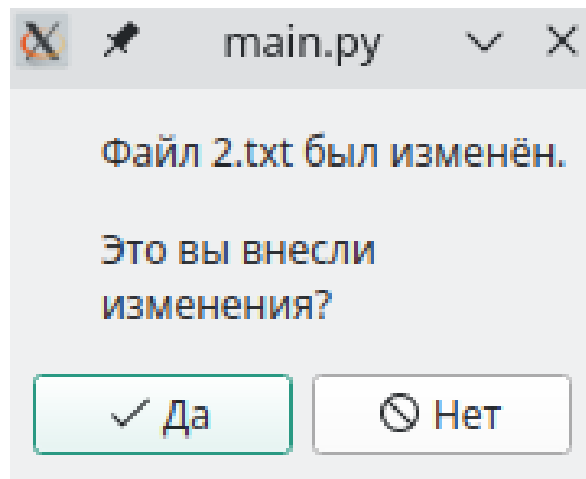 main.py
Файл 2.txt был изменён.
Это вы внесли
изменения?
Да
Нет